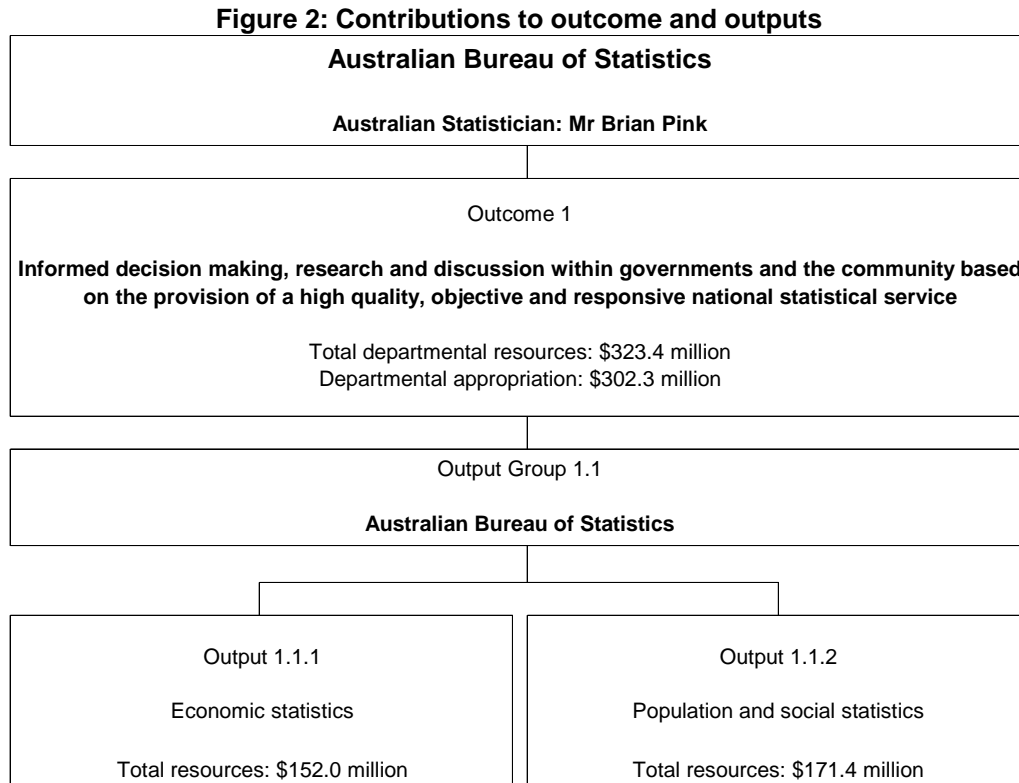 Figure 2: Contributions to outcome and outputs
Australian Bureau of Statistics
Australian Statistician: Mr Brian Pink
Outcome 1
Informed decision making, research and discussion within governments and the community based
on the provision of a high quality, objective and responsive national statistical service
Total departmental resources: $323.4 million
Departmental appropriation: $302.3 million
Output Group 1.1
Australian Bureau of Statistics
Output 1.1.1
Economic statistics
Total resources: $152.0 million
Output 1.1.2
Population and social statistics
Total resources: $171.4 million